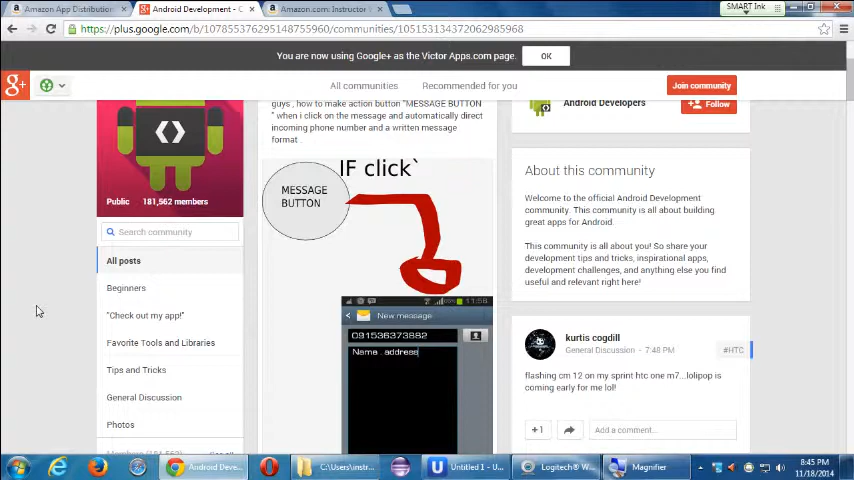 Amazon App Distribution
Android Development - C
Amazon.com: Instructor
SMART Ink
https://plus.google.com/b/107855376295148755960/communities/105153134372062985968
You are now using Google+ as the Victor Apps.com page.
OK
g+
All communities
Recommended for you
Join community
Public
181,562 members
Search community
All posts
Beginners
"Check out my app!"
Favorite Tools and Libraries
Tips and Tricks
General Discussion
Photos
guys , how to make action button "MESSAGE BUTTON
" when i click on the message and automatically direct
incoming phone number and a written message
format .
IF click`
MESSAGE
BUTTON
11:58
New message
091536373882
Name . address
Android Developers
Follow
About this community
Welcome to the official Android Development
community. This community is all about building
great apps for Android.
This community is all about you! So share your
development tips and tricks, inspirational apps,
development challenges, and anything else you find
useful and relevant right here!
kurtis cogdill
General Discussion - 7:48 PM
#HTC
flashing cm 12 on my sprint htc one m7...lolipop is
coming early for me lol!
+1
Add a comment...
Android Deve...
C:\Users\instr...
Untitled 1 - U...
Logitech® W...
Magnifier
8:45 PM
11/18/2014